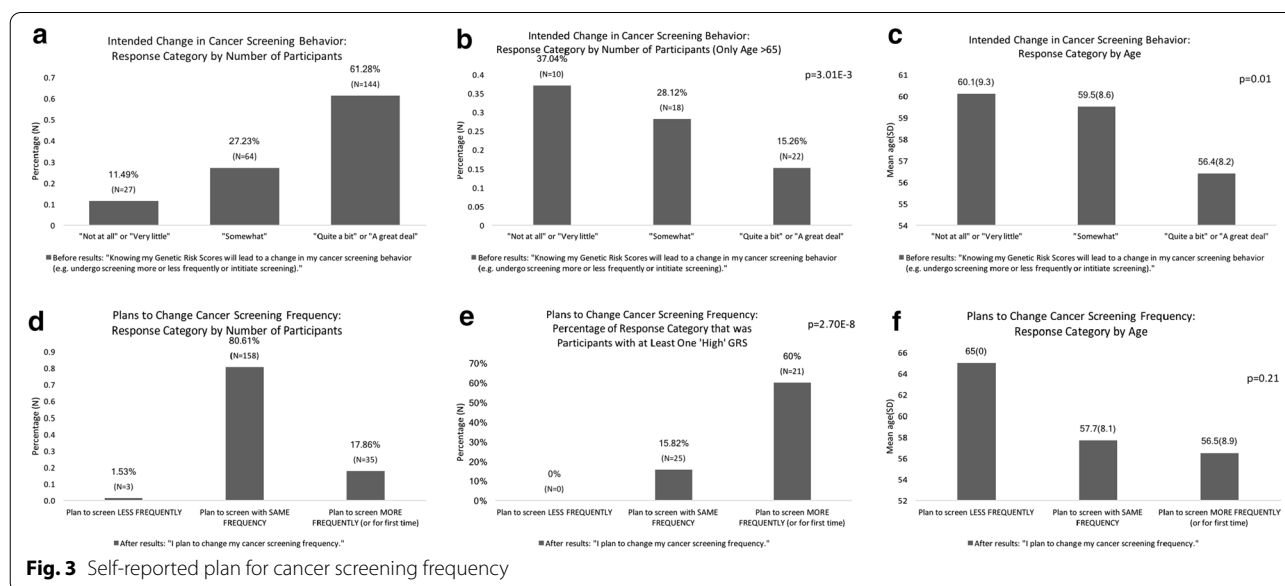 a
Intended Change in Cancer Screening Behavior:
Response Category by Number of Participants
61.28%
(N=144)
27.23%
(N=64)
11.49%
(N=27)
Percentage (N)
0.7
0.6
0.5
0.4
0.3
0.2
0.1
0
"Not at all" or "Very little"
"Somewhat"
"Quite a bit" or "A great deal"
Before results: "Knowing my Genetic Risk Scores will lead to a change in my cancer screening behavior
(e.g. undergo screening more or less frequently or intitiate screening)."
b
Intended Change in Cancer Screening Behavior:
Response Category by Number of Participants (Only Age >65)
p=3.01E-3
37.04%
(N=10)
28.12%
(N=18)
15.26%
(N=22)
Percentage (N)
0.4
0.35
0.3
0.25
0.2
0.15
0.1
0.05
0
"Not at all" or "Very little"
"Somewhat"
"Quite a bit" or "A great deal"
Before results: "Knowing my Genetic Risk Scores will lead to a change in my cancer screening behavior
(e.g. undergo screening more or less frequently or intitiate screening)."
c
Intended Change in Cancer Screening Behavior:
Response Category by Age
p=0.01
60.1(9.3)
59.5(8.6)
56.4(8.2)
Mean age(SD)
61
60
59
58
57
56
55
54
"Not at all" or "Very little"
"Somewhat"
"Quite a bit" or "A great deal"
Before results: "Knowing my Genetic Risk Scores will lead to a change in my cancer screening behavior
(e.g. undergo screening more or less frequently or intitiate screening)."
d
Plans to Change Cancer Screening Frequency:
Response Category by Number of Participants
80.61%
(N=158)
17.86%
(N=35)
1.53%
(N=3)
Percentage (N)
0.9
0.8
0.7
0.6
0.5
0.4
0.3
0.2
0.1
0.0
Plan to screen LESS FREQUENTLY
Plan to screen with SAME
FREQUENCY
Plan to screen MORE
FREQUENTLY (or for first time)
After results: "I plan to change my cancer screening frequency."
e
Plans to Change Cancer Screening Frequency:
Percentage of Response Category that was
Participants with at Least One 'High' GRS
p=2.70E-8
60%
(N=21)
15.82%
(N=25)
0%
(N=0)
Percentage (N)
70%
60%
50%
40%
30%
20%
10%
0%
Plan to screen LESS FREQUENTLY
Plan to screen with SAME
FREQUENCY
Plan to screen MORE
FREQUENTLY (or for first time)
After results: "I plan to change my cancer screening frequency."
f
Plans to Change Cancer Screening Frequency:
Response Category by Age
p=0.21
65(0)
57.7(8.1)
56.5(8.9)
Mean age(SD)
66
64
62
60
58
56
54
52
Plan to screen LESS FREQUENTLY
Plan to screen with SAME
FREQUENCY
Plan to screen MORE FREQUENTLY
(or for first time)
After results: "I plan to change my cancer screening frequency."
Fig. 3 Self-reported plan for cancer screening frequency